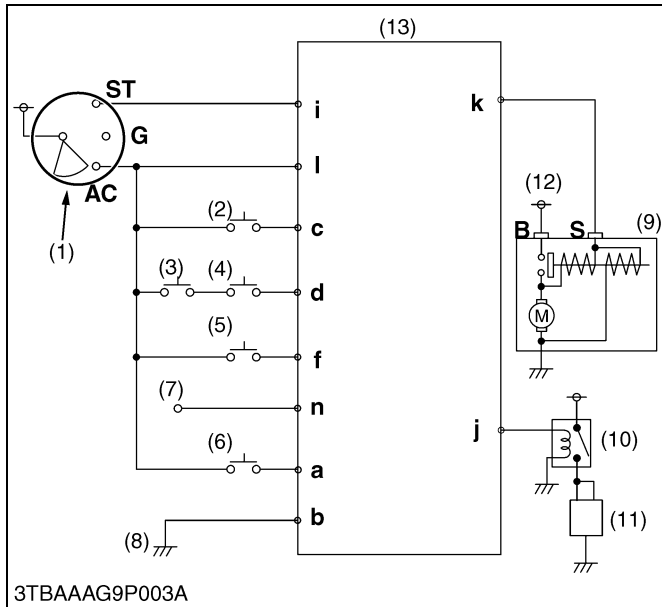 (13)
ST
i
k
G
l
AC
(1)
(2)
c
(12)
B
S
(9)
(3)
(4)
d
M
(5)
f
(7)
n
j
(10)
(6)
a
(11)
(8)
b
3TBAAAG9P003A